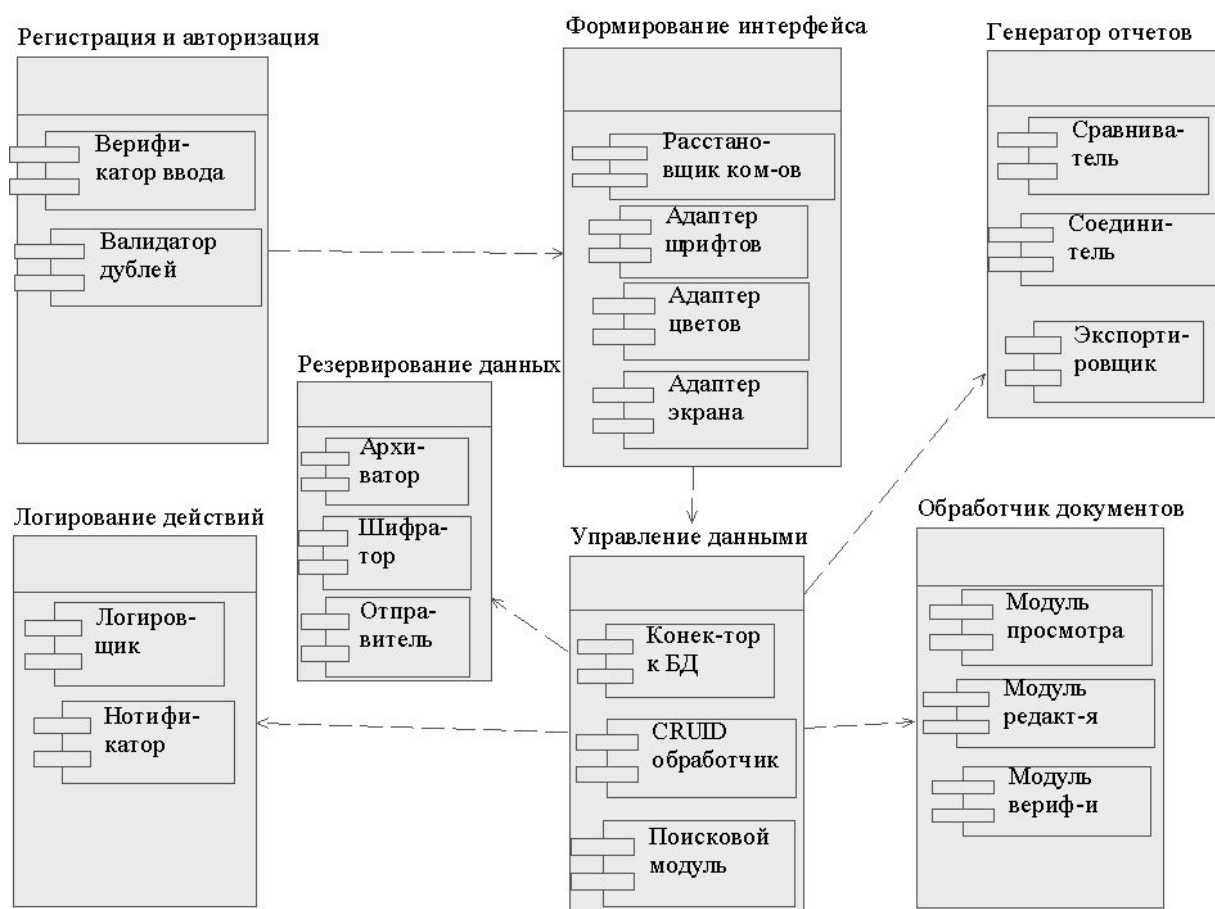 Регистрация и авторизация
Верифи-
катор ввода
Валидатор
дублей
Формирование интерфейса
Расстано-
вщик ком-ов
Адаптер
шрифтов
Адаптер
цветов
Адаптер
экрана
Генератор отчетов
Сравнива-
тель
Соедини-
тель
Экспорти-
ровщик
Резервирование данных
Архи-
ватор
Шифра-
тор
Отпра-
витель
Логирование действий
Логиров-
щик
Нотифи-
катор
Управление данными
Конек-тор
к БД
CRUID
обработчик
Поисковой
модуль
Обработчик документов
Модуль
просмотра
Модуль
редакт-я
Модуль
вериф-и